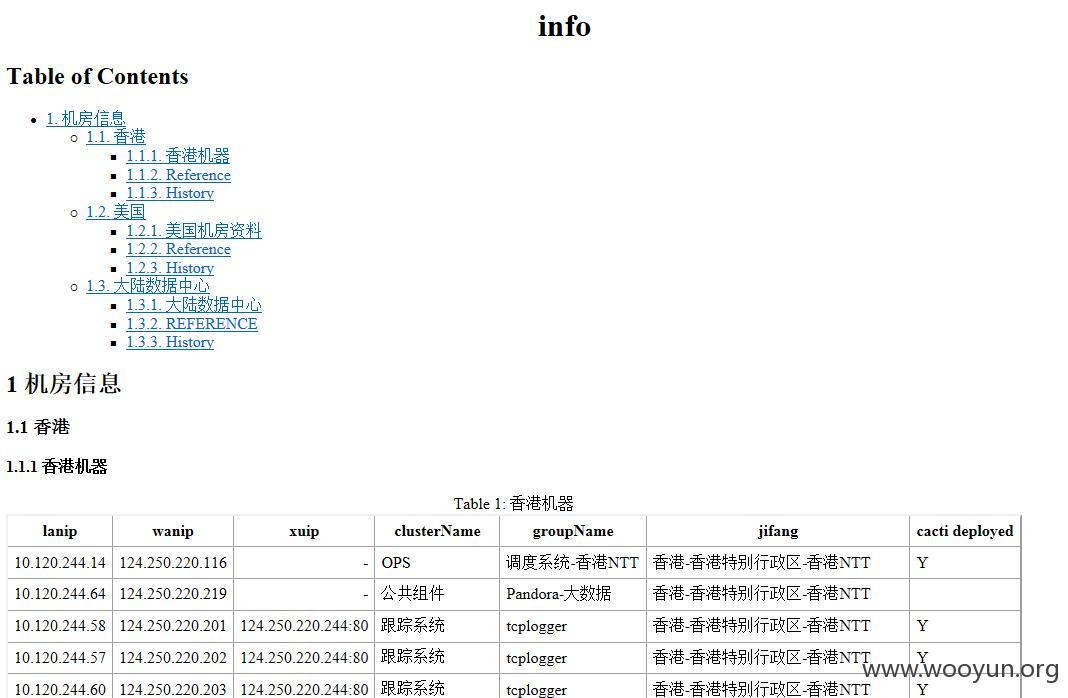 info
Table of Contents
1. 机房信息
1.1. 香港
1.1.1. 香港机器
1.1.2. Reference
1.1.3. History
1.2. 美国
1.2.1. 美国机房资料
1.2.2. Reference
1.2.3. History
1.3. 大陆数据中心
1.3.1. 大陆数据中心
1.3.2. REFERENCE
1.3.3. History
1 机房信息
1.1 香港
1.1.1 香港机器
Table 1: 香港机器
lanip wanip xuip clusterName groupName jifang cacti deployed
10.120.244.14 124.250.220.116 - OPS 调度系统-香港NTT 香港-香港特别行政区-香港NTT Y
10.120.244.64 124.250.220.219 - 公共组件 Pandora-大数据 香港-香港特别行政区-香港NTT
10.120.244.58 124.250.220.201 124.250.220.244:80 跟踪系统 tcplogger 香港-香港特别行政区-香港NTT Y
10.120.244.57 124.250.220.202 124.250.220.244:80 跟踪系统 tcplogger 香港-香港特别行政区-香港NTT Y
10.120.244.60 124.250.220.203 124.250.220.244:80 跟踪系统 tcplogger 香港-香港特别行政区-香港NTT Y
www.wooyun.org